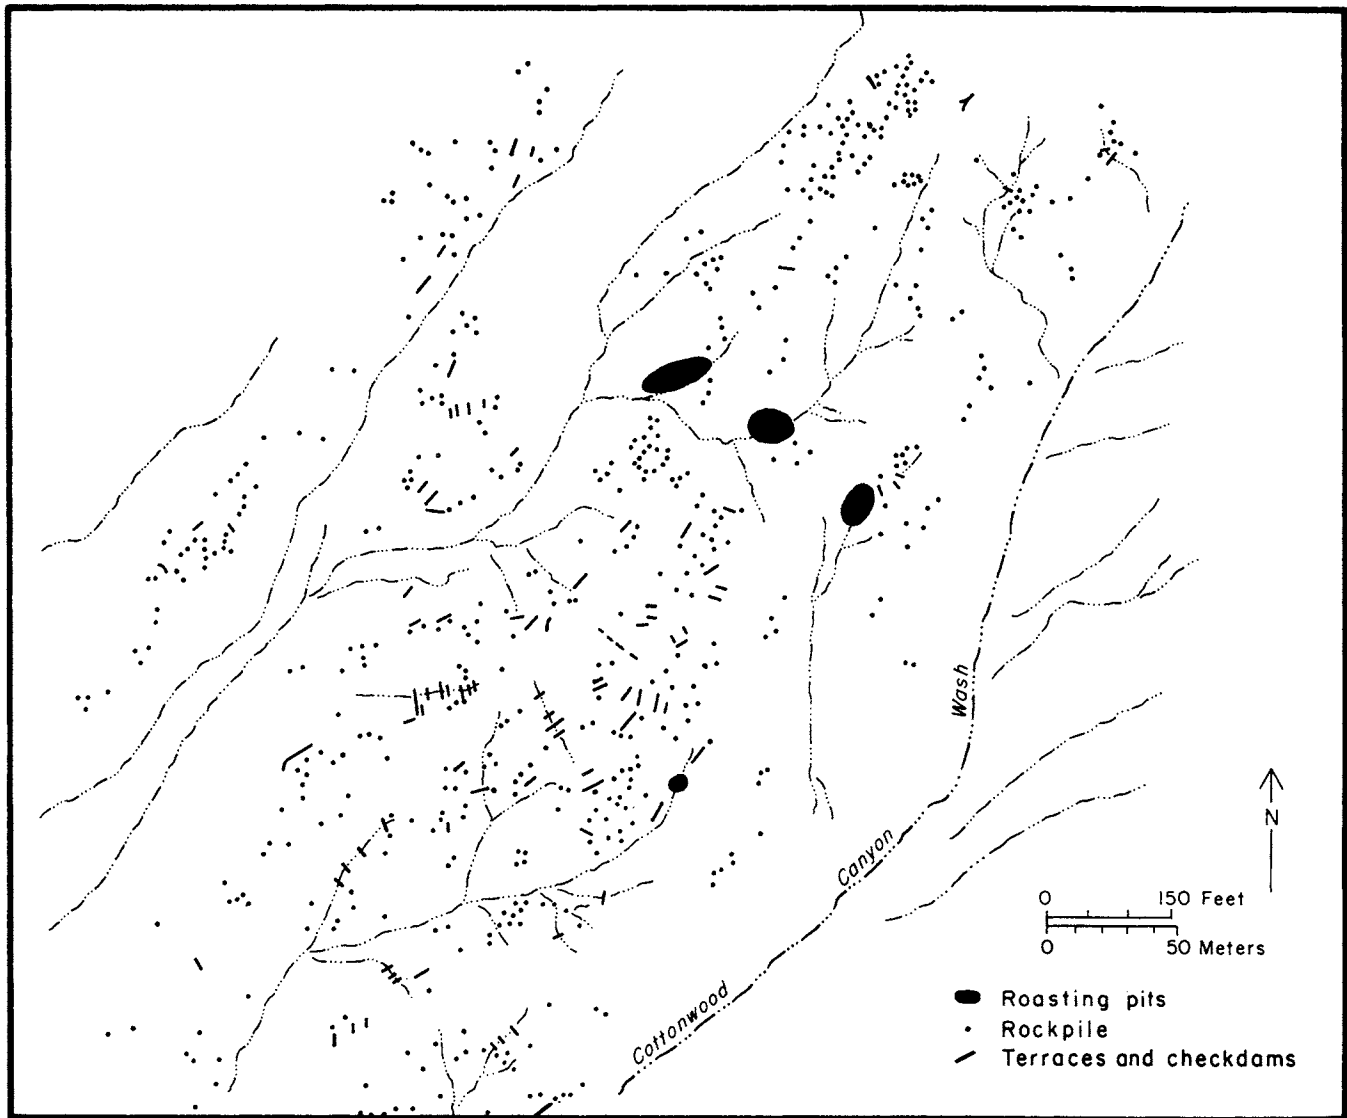 Wash
Canyon
Cottonwood
N
0 150 Feet
0 50 Meters
Roasting pits
Rockpile
Terraces and checkdams